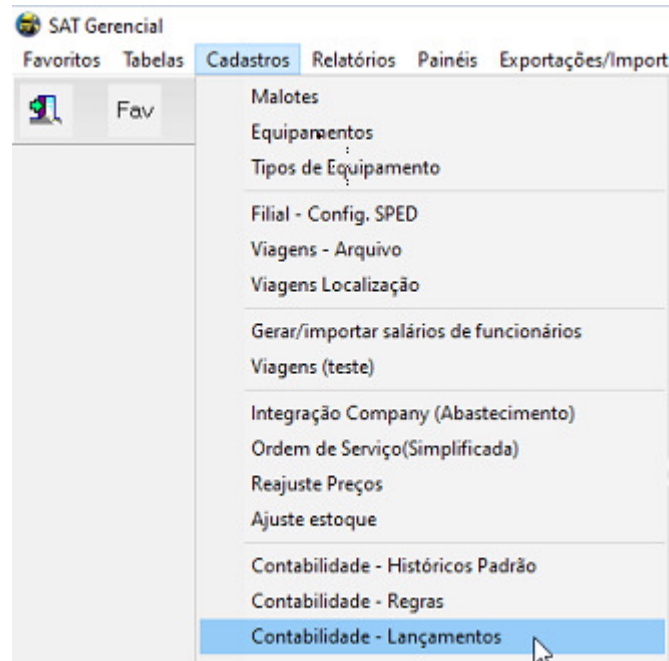 SAT Gerencial
Favoritos Tabelas Cadastros Relatórios Painéis Exportações/Import
Fav
Malotes
Equipamentos
Tipos de Equipamento
Filial - Config. SPED
Viagens - Arquivo
Viagens Localização
Gerar/importar salários de funcionários
Viagens (teste)
Integração Company (Abastecimento)
Ordem de Serviço(Simplificada)
Reajuste Preços
Ajuste estoque
Contabilidade - Históricos Padrão
Contabilidade - Regras
Contabilidade - Lançamentos